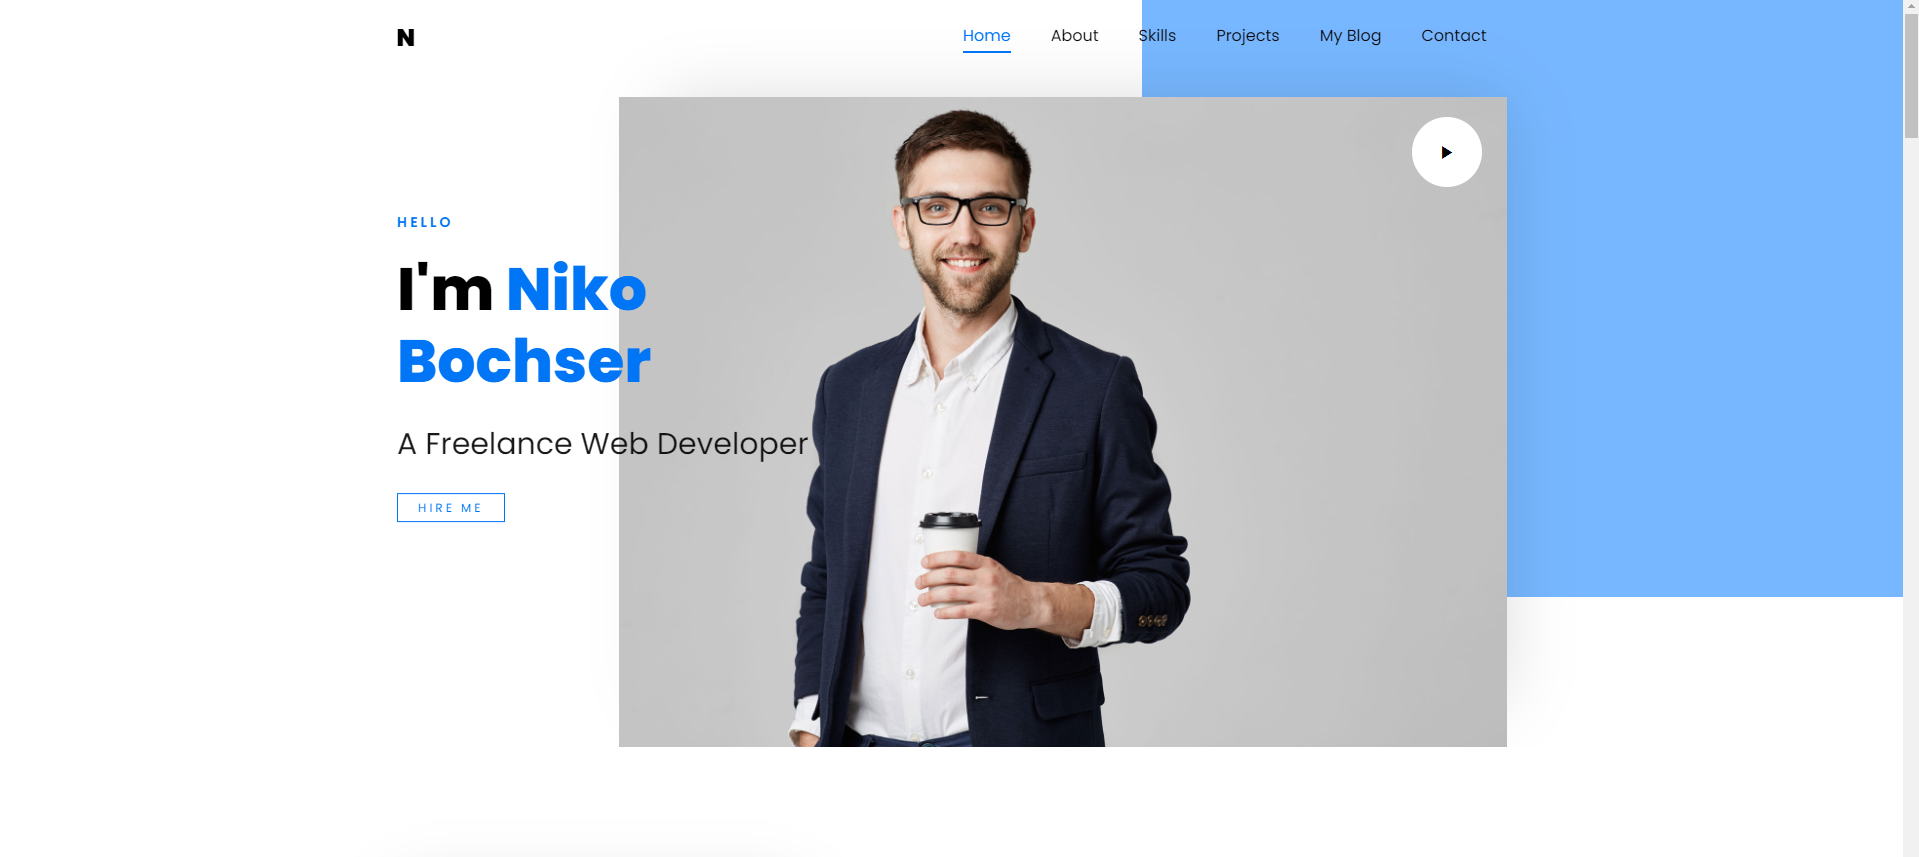 N
Home About Skills Projects My Blog Contact
HELLO
I'm Niko
Bochser
A Freelance Web Developer
HIRE ME